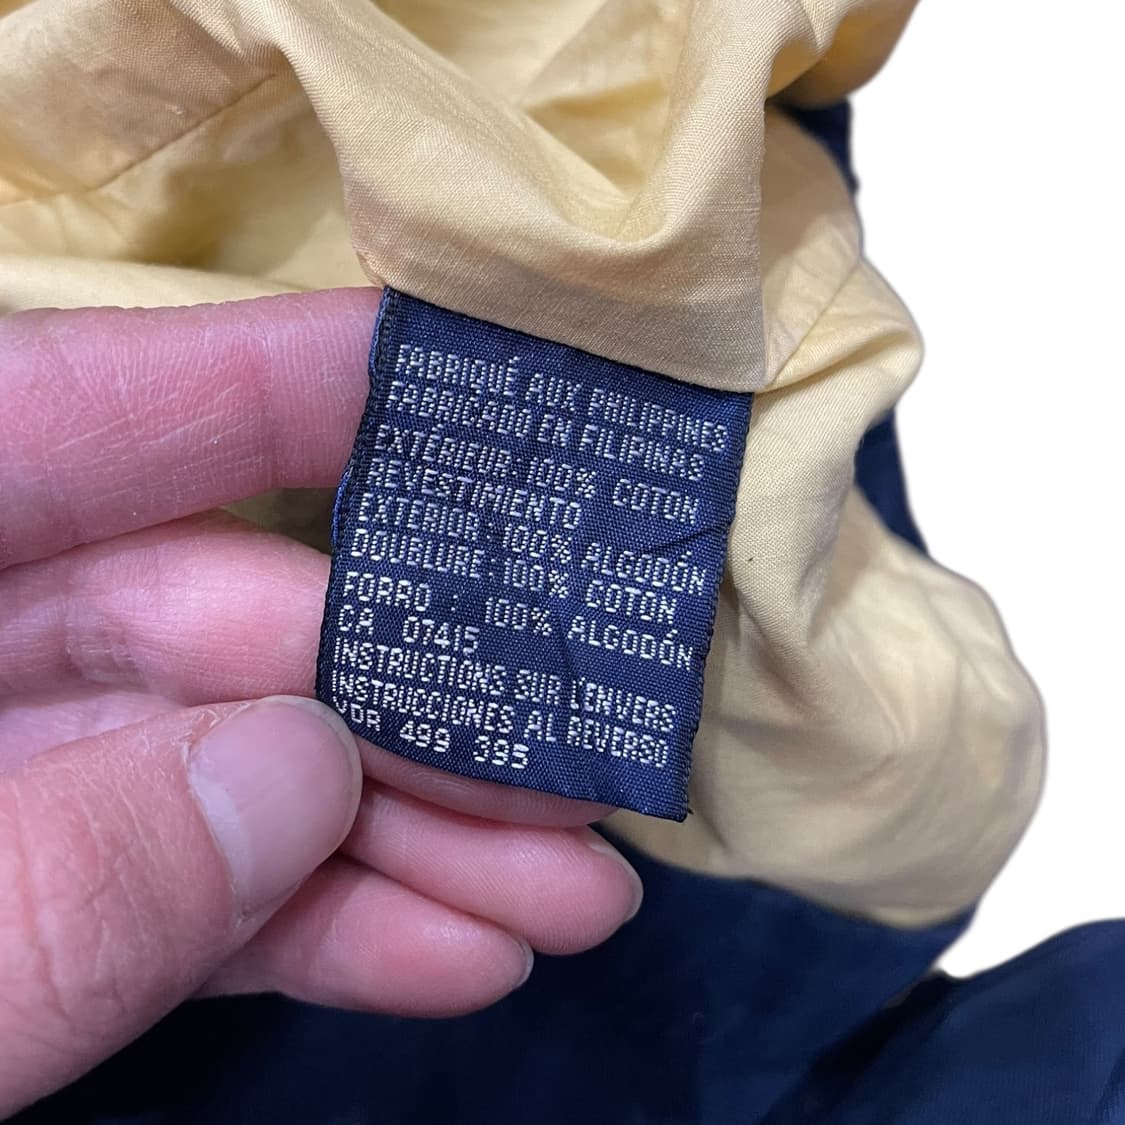 FABRIQUÉ AUX PHILIPPINES
FABRICADO EN FILIPINAS
EXTÉRIEUR: 100% COTON
REVESTIMIENTO
EXTERIOR: 100% ALGODÓN
DOUBLURE: 100% COTON
FORRO : 100% ALGODÓN
CA 07415
INSTRUCTIONS SUR L'ENVERS
INSTRUCCIONES AL REVERSO
VDR 499 395